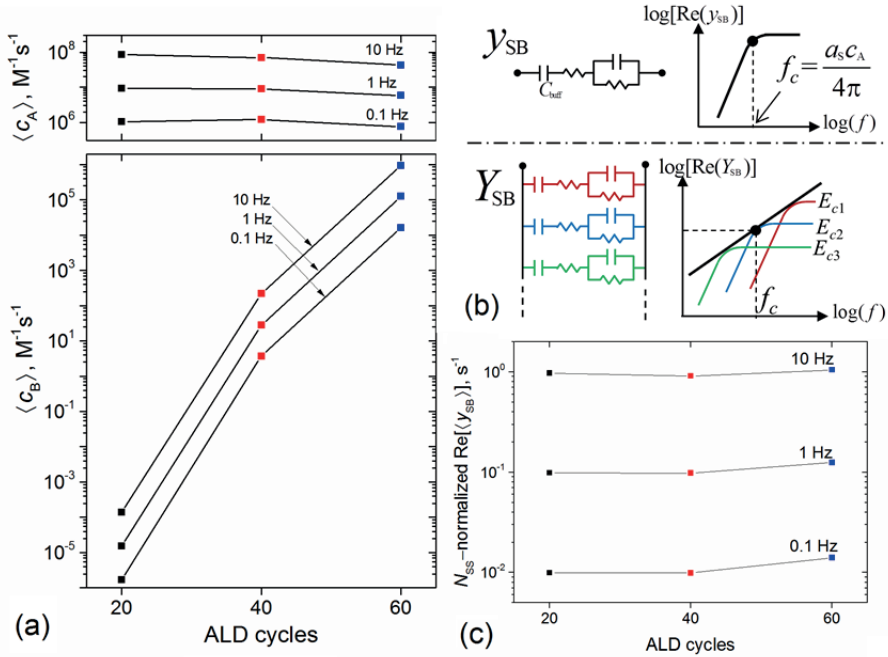 ⟨c_A⟩, M⁻¹s⁻¹
10⁸
10⁷
10⁶
10 Hz
1 Hz
0.1 Hz
⟨c_B⟩, M⁻¹s⁻¹
10⁵
10³
10¹
10⁻¹
10⁻³
10⁻⁵
10 Hz
1 Hz
0.1 Hz
20
40
60
(a)
ALD cycles
y_SB
C_buff
log[Re(y_SB)]
f_c = a_S c_A / 4π
log(f)
Y_SB
log[Re(Y_SB)]
E_c1
E_c2
E_c3
f_c
log(f)
(b)
N_SS–normalized Re[⟨y_SB⟩], s⁻¹
10⁰
10⁻¹
10⁻²
10 Hz
1 Hz
0.1 Hz
20
40
60
(c)
ALD cycles